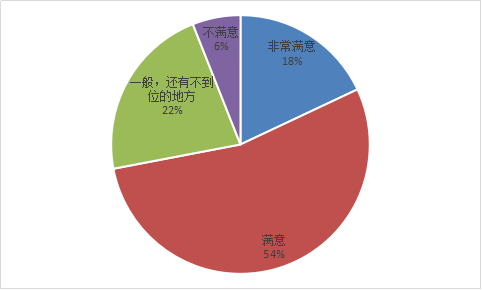 不满意
6%
非常满意
18%
一般，还有不到
位的地方
22%
满意
54%